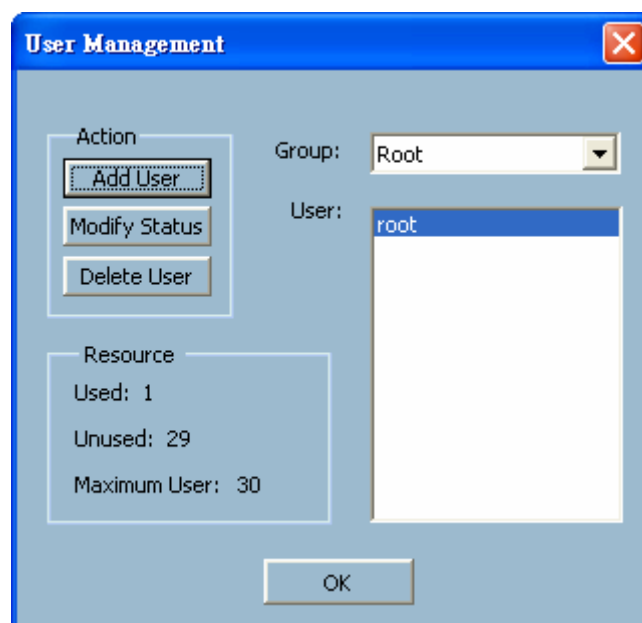 User Management
Action
Add User
Modify Status
Delete User
Group:
Root
User:
root
Resource
Used: 1
Unused: 29
Maximum User: 30
OK